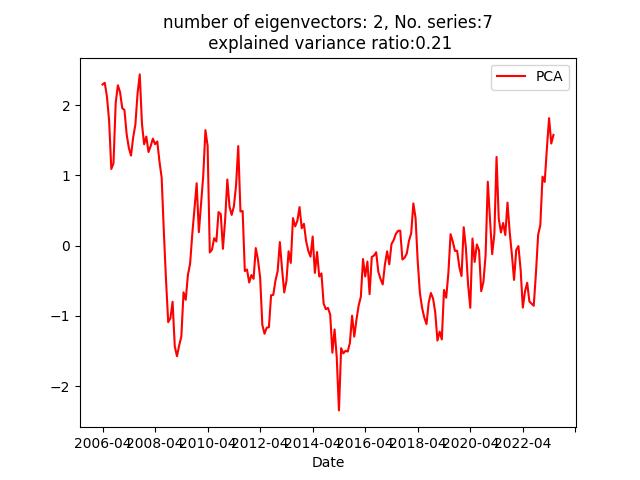 number of eigenvectors: 2, No. series:7
explained variance ratio:0.21
PCA
2
1
0
−1
−2
2006-04 2008-04 2010-04 2012-04 2014-04 2016-04 2018-04 2020-04 2022-04
Date